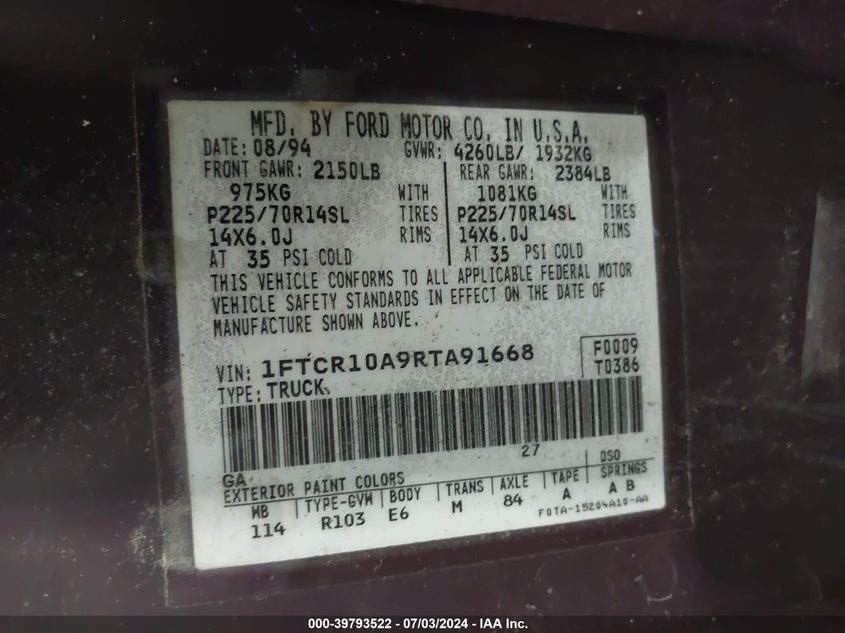 MFD. BY FORD MOTOR CO. IN U.S.A.
DATE: 08/94 GVWR: 4260LB/ 1932KG
FRONT GAWR: 2150LB REAR GAWR: 2384LB
975KG WITH 1081KG WITH
P225/70R14SL TIRES P225/70R14SL TIRES
14X6.0J RIMS 14X6.0J RIMS
AT 35 PSI COLD AT 35 PSI COLD
THIS VEHICLE CONFORMS TO ALL APPLICABLE FEDERAL MOTOR
VEHICLE SAFETY STANDARDS IN EFFECT ON THE DATE OF
MANUFACTURE SHOWN ABOVE.
VIN: 1FTCR10A9RTA91668 F0009
TYPE: TRUCK T0386
27
GA DSO
EXTERIOR PAINT COLORS
WB TYPE-GVW BODY TRANS AXLE TAPE SPRINGS
114 R103 E6 M 84 A A B
F0TA-15204A10-AA
000-39793522 - 07/03/2024 - IAA Inc.